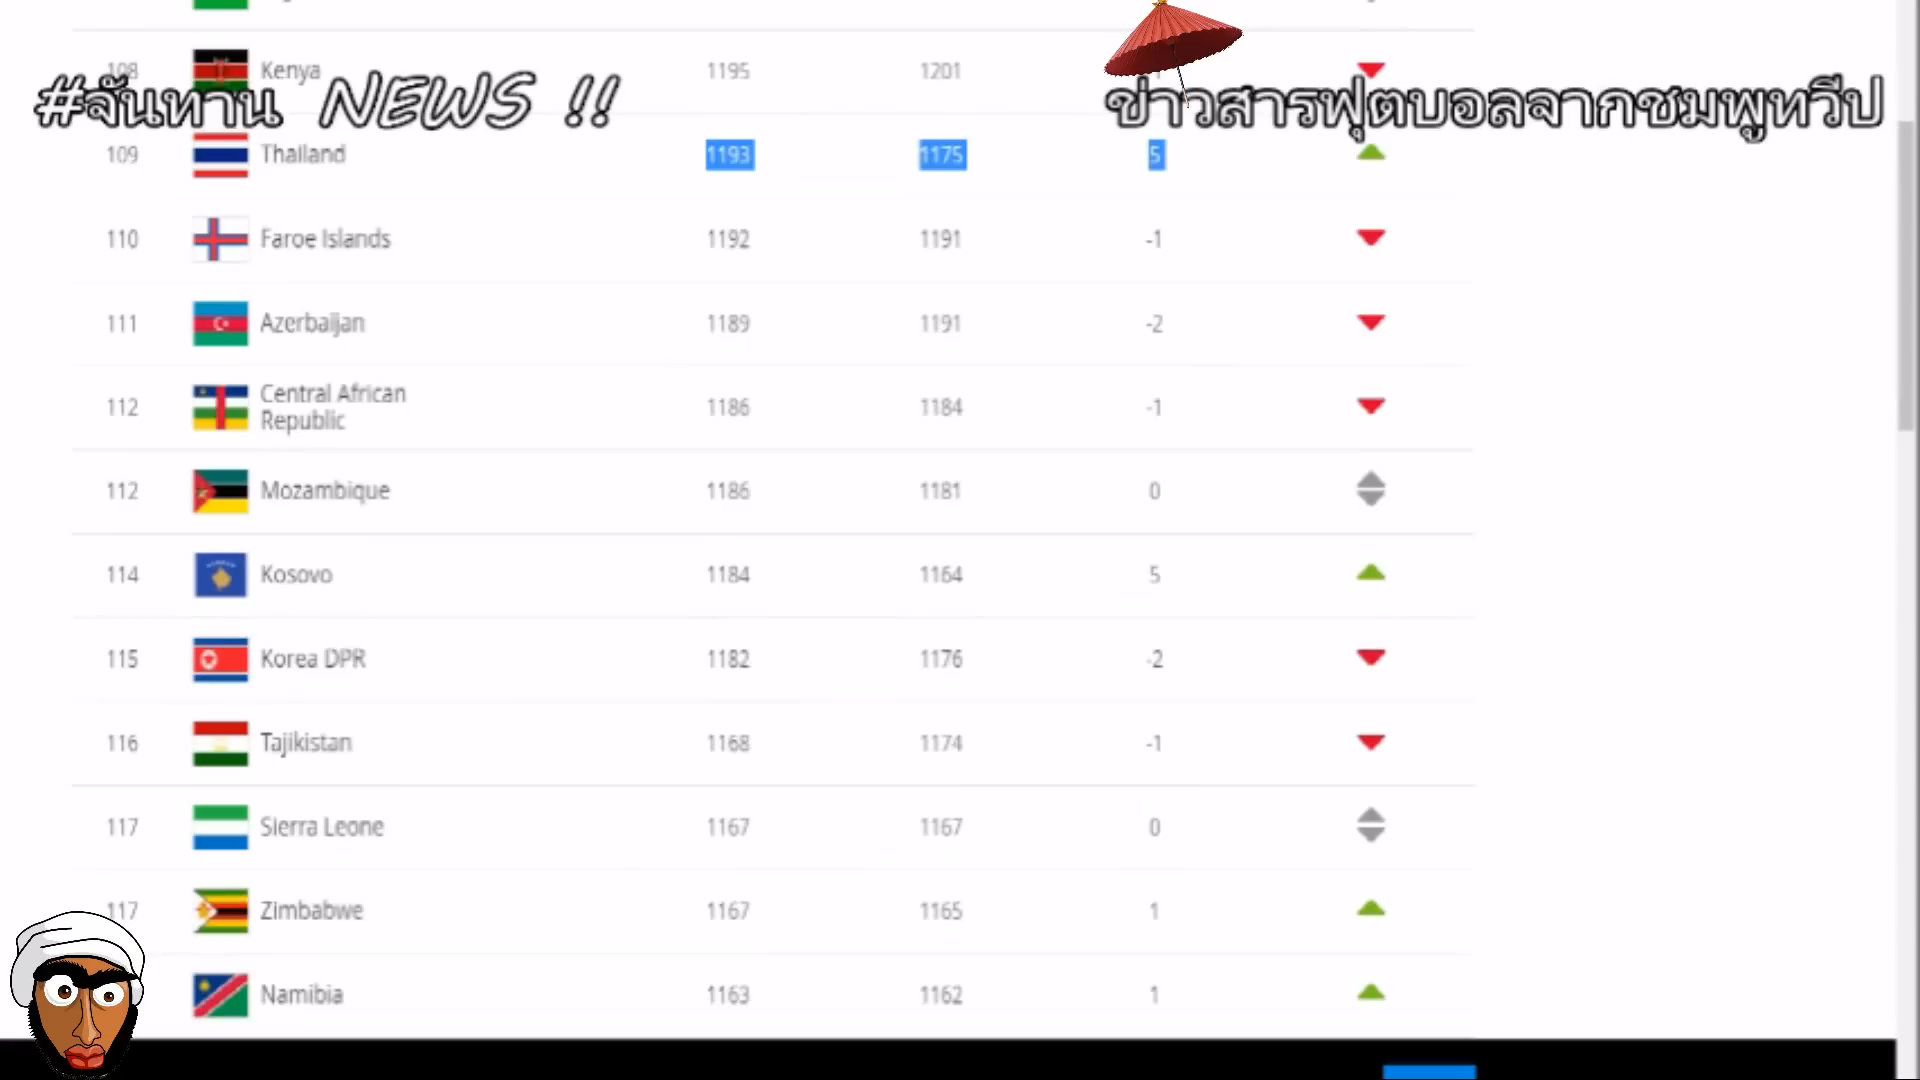 108 Kenya 1195 1201
#จันทาน NEWS !! ข่าวสารฟุตบอลจากชมพูทวีป
109 Thailand 1193 1175 5
110 Faroe Islands 1192 1191 -1
111 Azerbaijan 1189 1191 -2
112 Central African Republic 1186 1184 -1
112 Mozambique 1186 1181 0
114 Kosovo 1184 1164 5
115 Korea DPR 1182 1176 -2
116 Tajikistan 1168 1174 -1
117 Sierra Leone 1167 1167 0
117 Zimbabwe 1167 1165 1
Namibia 1163 1162 1